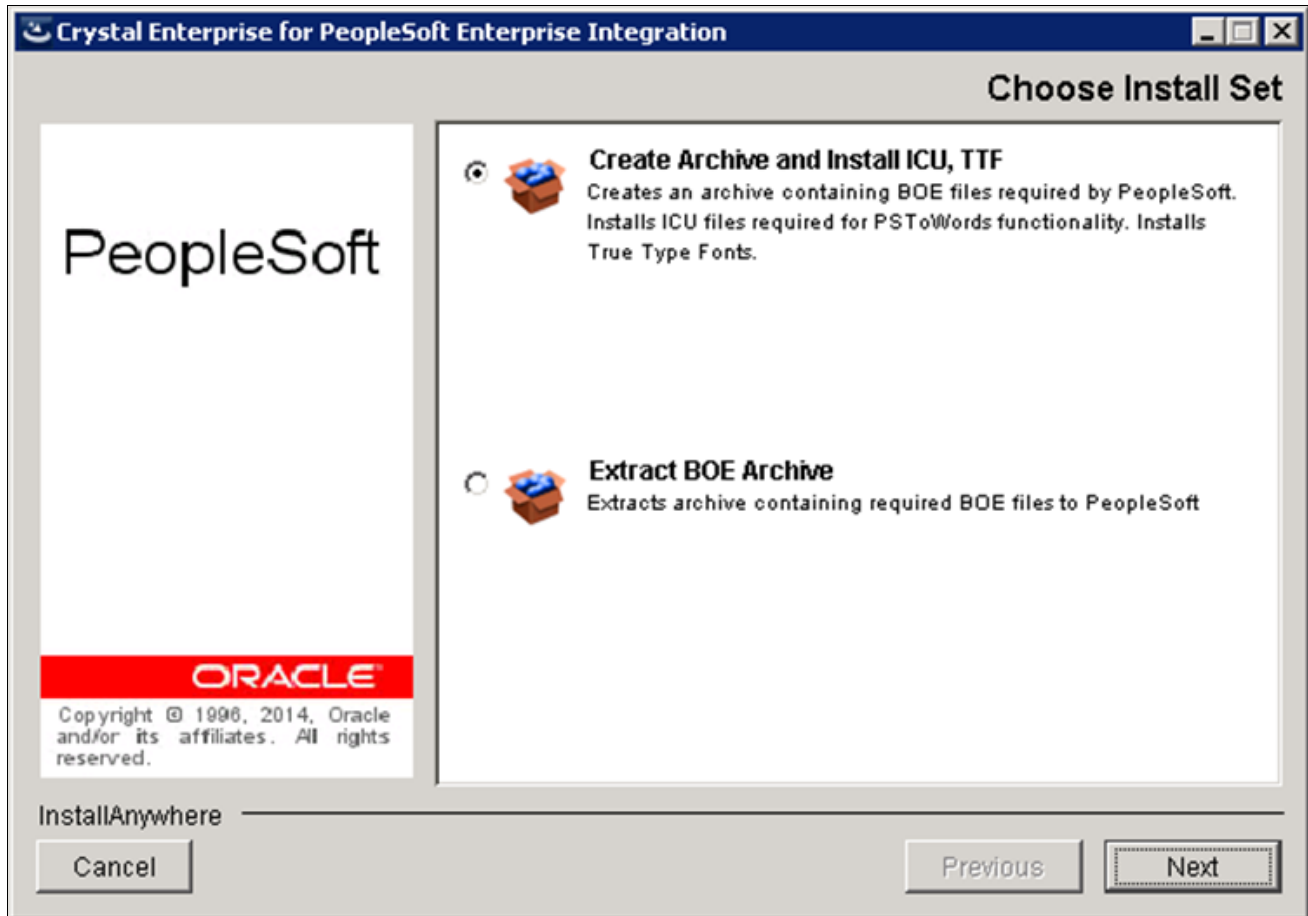 Crystal Enterprise for PeopleSoft Enterprise Integration
Choose Install Set
PeopleSoft
ORACLE
Copyright © 1996, 2014, Oracle
and/or its affiliates. All rights
reserved.
Create Archive and Install ICU, TTF
Creates an archive containing BOE files required by PeopleSoft.
Installs ICU files required for PSToWords functionality. Installs
True Type Fonts.
Extract BOE Archive
Extracts archive containing required BOE files to PeopleSoft
InstallAnywhere
Cancel
Previous
Next